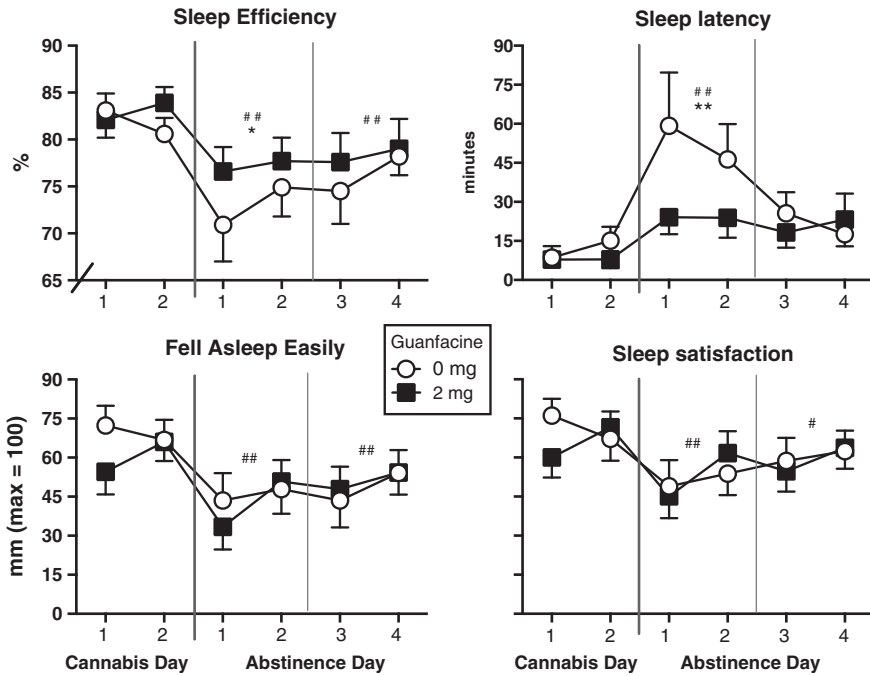 Sleep Efficiency
90
85
80
75
70
65
%
# #
*
# #
1 2 1 2 3 4
Sleep latency
90
75
60
45
30
15
0
minutes
# #
**
1 2 1 2 3 4
Guanfacine
0 mg
2 mg
Fell Asleep Easily
90
75
60
45
30
15
0
mm (max = 100)
##
##
1 2 1 2 3 4
Cannabis Day Abstinence Day
Sleep satisfaction
##
#
1 2 1 2 3 4
Cannabis Day Abstinence Day